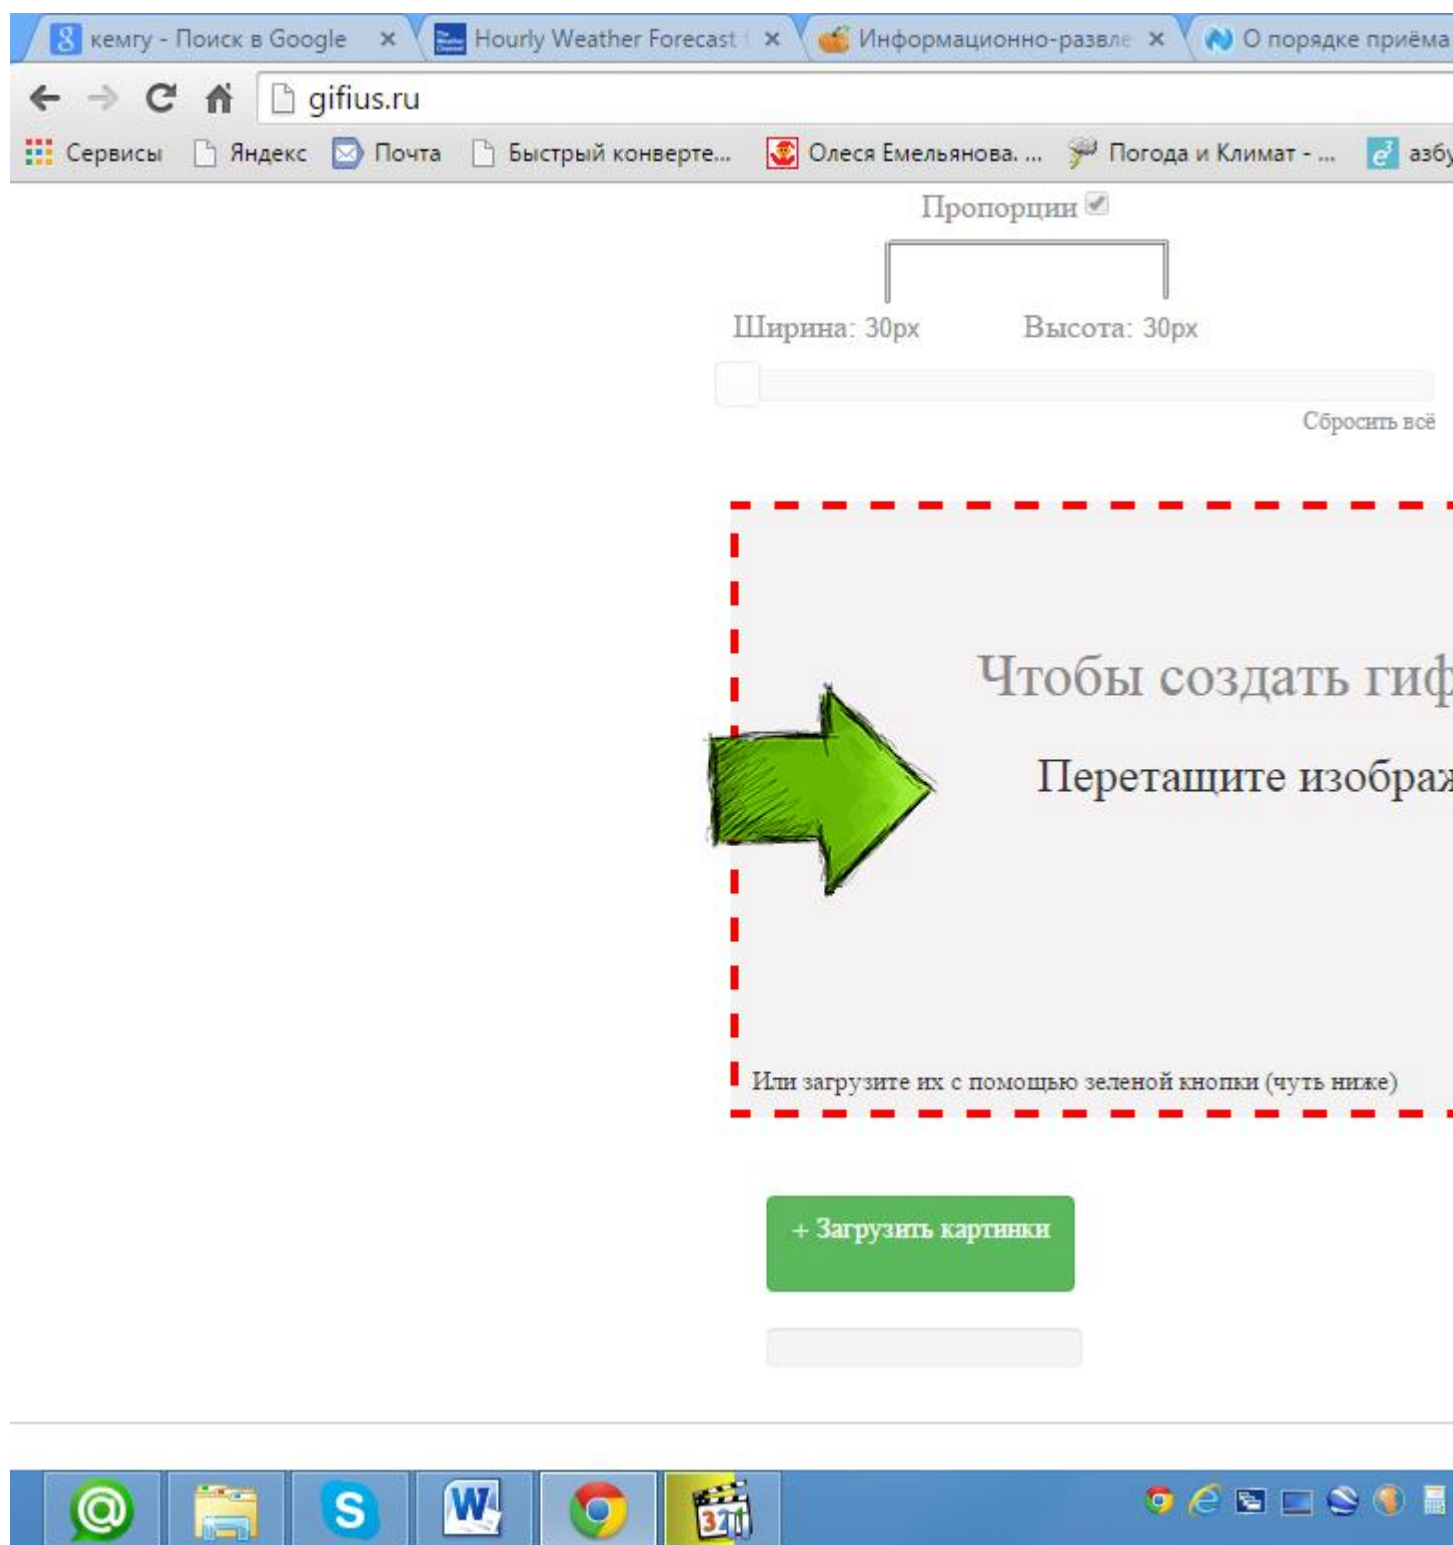 кемгу - Поиск в Google
Hourly Weather Forecast
Информационно-развле
О порядке приёма
gifius.ru
Сервисы
Яндекс
Почта
Быстрый конверте...
Олеся Емельянова. ...
Погода и Климат - ...
азбу
Пропорции
Ширина: 30px
Высота: 30px
Сбросить всё
Чтобы создать гиф
Перетащите изображ
Или загрузите их с помощью зеленой кнопки (чуть ниже)
+ Загрузить картинки